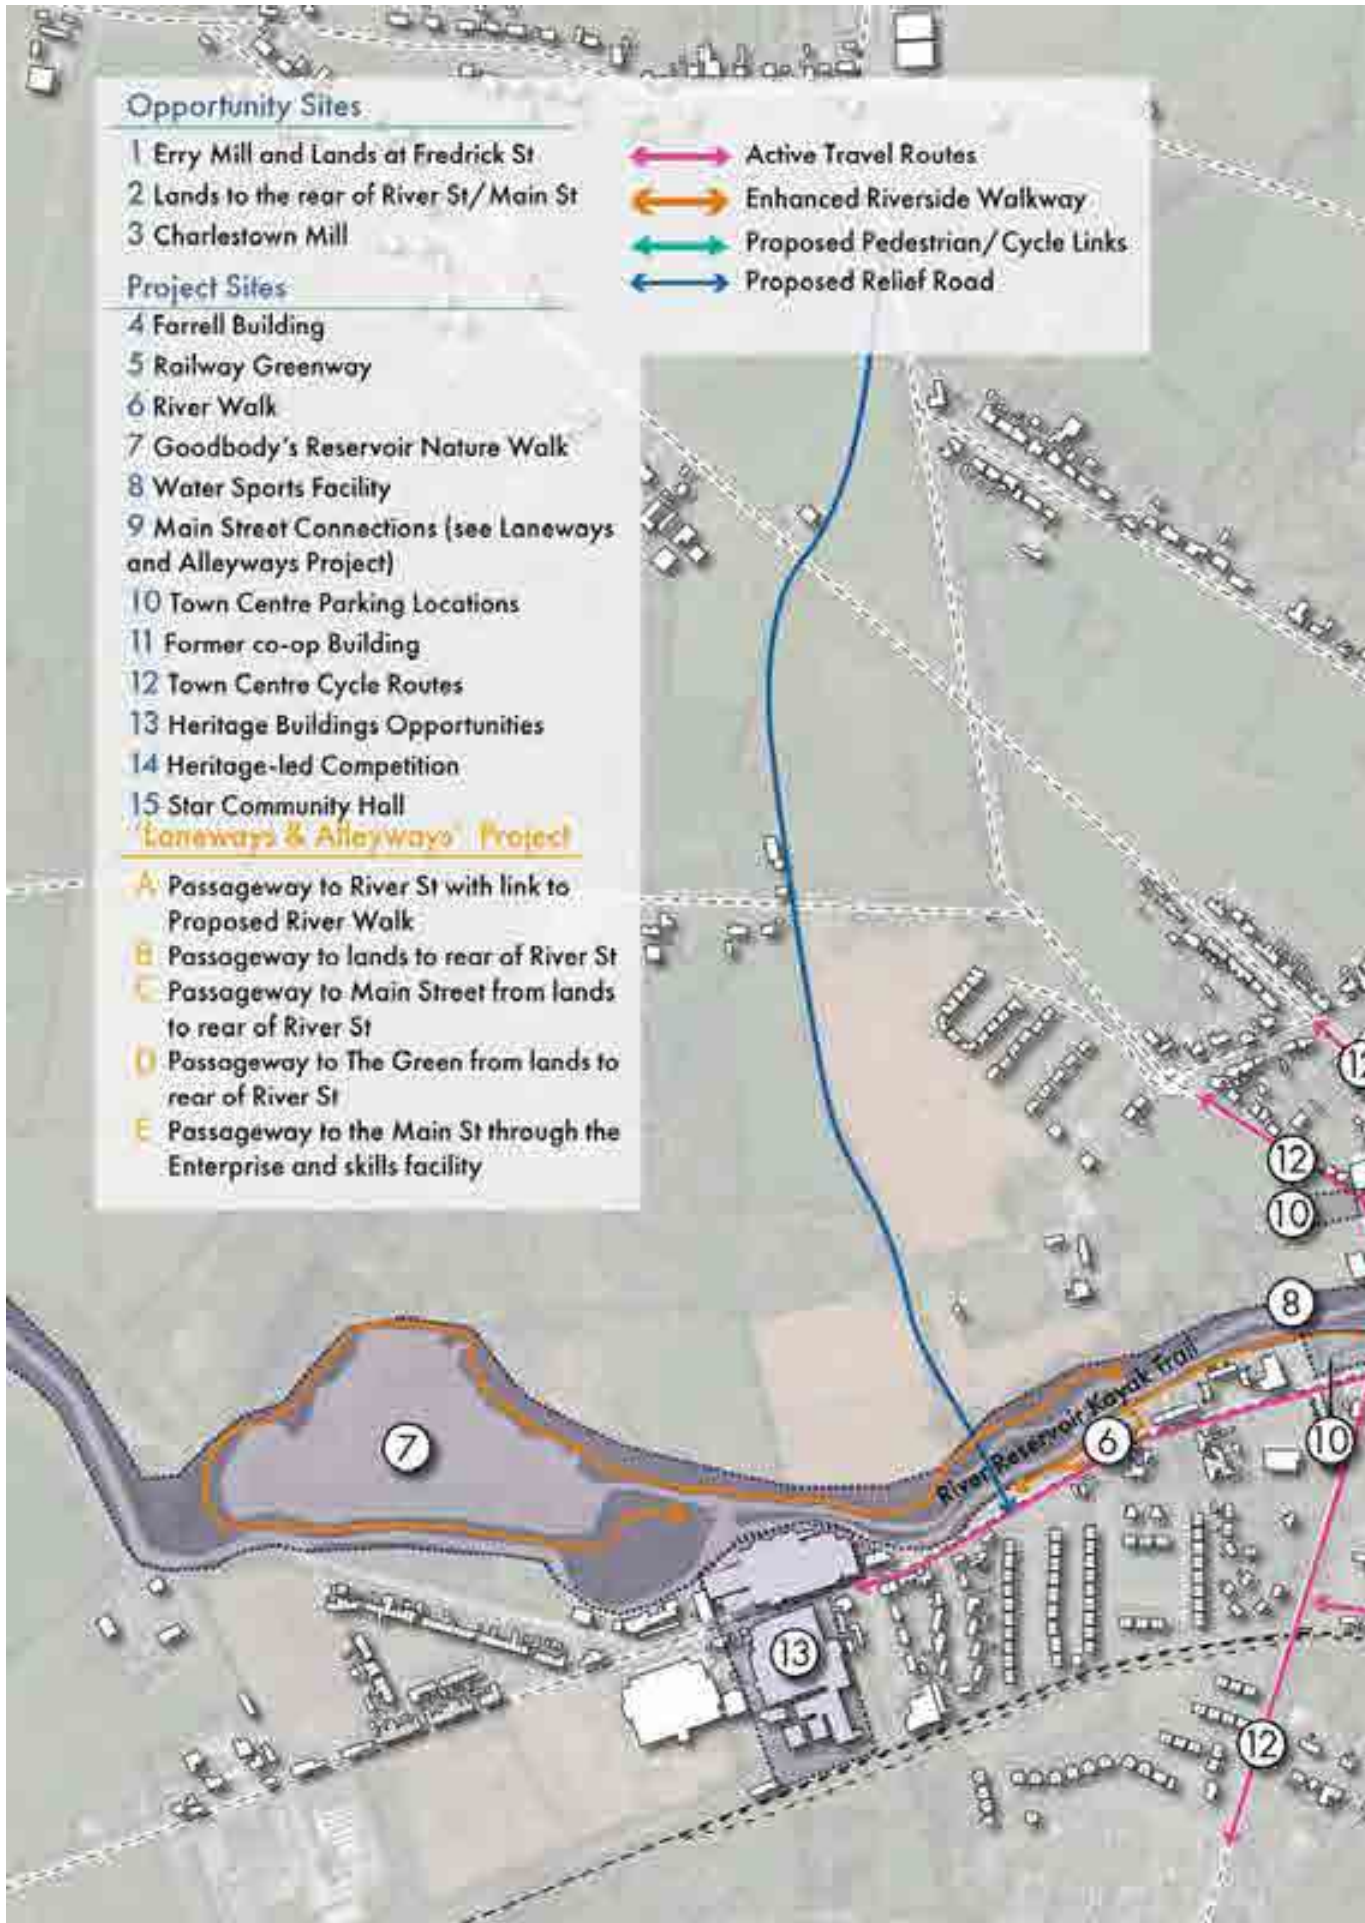 Opportunity Sites
1 Erry Mill and Lands at Fredrick St
2 Lands to the rear of River St/Main St
3 Charlestown Mill
Project Sites
4 Farrell Building
5 Railway Greenway
6 River Walk
7 Goodbody's Reservoir Nature Walk
8 Water Sports Facility
9 Main Street Connections (see Laneways
and Alleyways Project)
10 Town Centre Parking Locations
11 Former co-op Building
12 Town Centre Cycle Routes
13 Heritage Buildings Opportunities
14 Heritage-led Competition
15 Star Community Hall
'Laneways & Alleyways' Project
A Passageway to River St with link to
Proposed River Walk
B Passageway to lands to rear of River St
C Passageway to Main Street from lands
to rear of River St
D Passageway to The Green from lands to
rear of River St
E Passageway to the Main St through the
Enterprise and skills facility
Active Travel Routes
Enhanced Riverside Walkway
Proposed Pedestrian/Cycle Links
Proposed Relief Road
12
12
10
8
River Reservoir Kayak Trail
6
10
7
13
12